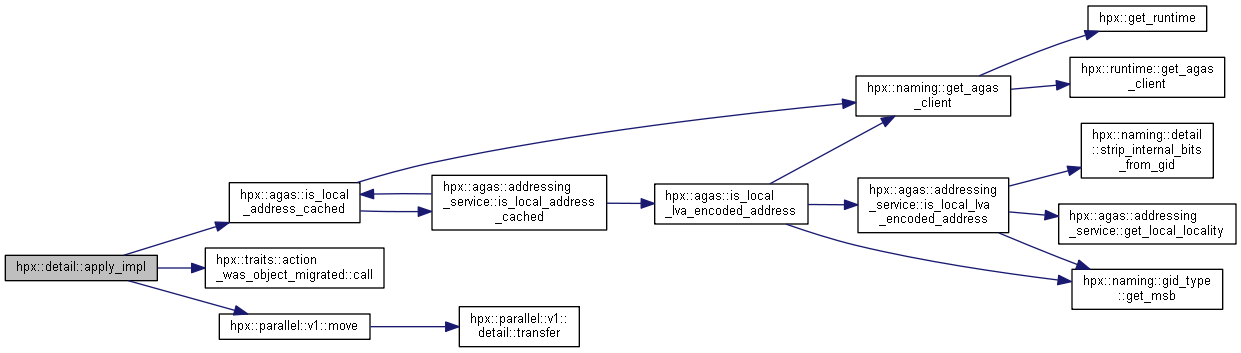 hpx::detail::apply_impl
hpx::agas::is_local
_address_cached
hpx::traits::action
_was_object_migrated::call
hpx::parallel::v1::move
hpx::agas::addressing
_service::is_local_address
_cached
hpx::parallel::v1::
detail::transfer
hpx::agas::is_local
_lva_encoded_address
hpx::naming::get_agas
_client
hpx::agas::addressing
_service::is_local_lva
_encoded_address
hpx::get_runtime
hpx::runtime::get_agas
_client
hpx::naming::detail
::strip_internal_bits
_from_gid
hpx::agas::addressing
_service::get_local_locality
hpx::naming::gid_type
::get_msb